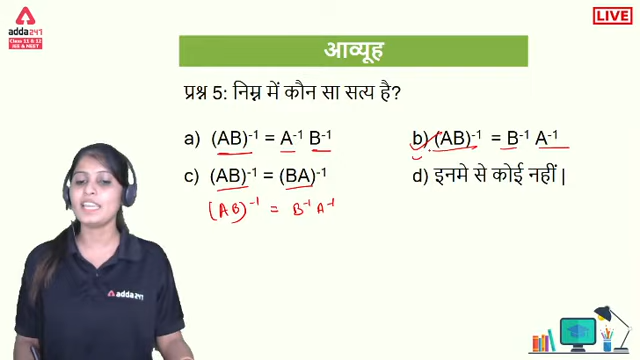 adda247
Class 11 & 12
JEE & NEET
LIVE
आव्यूह
प्रश्न 5: निम्न में कौन सा सत्य है?
a) (AB)⁻¹ = A⁻¹ B⁻¹
b) (AB)⁻¹ = B⁻¹ A⁻¹
c) (AB)⁻¹ = (BA)⁻¹
d) इनमे से कोई नहीं |
(AB)⁻¹ = B⁻¹ A⁻¹
adda247